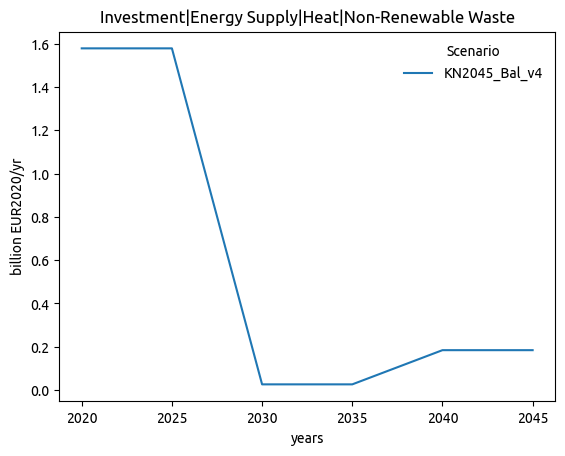 Investment|Energy Supply|Heat|Non-Renewable Waste
Scenario
KN2045_Bal_v4
billion EUR2020/yr
1.6
1.4
1.2
1.0
0.8
0.6
0.4
0.2
0.0
2020 2025 2030 2035 2040 2045
years